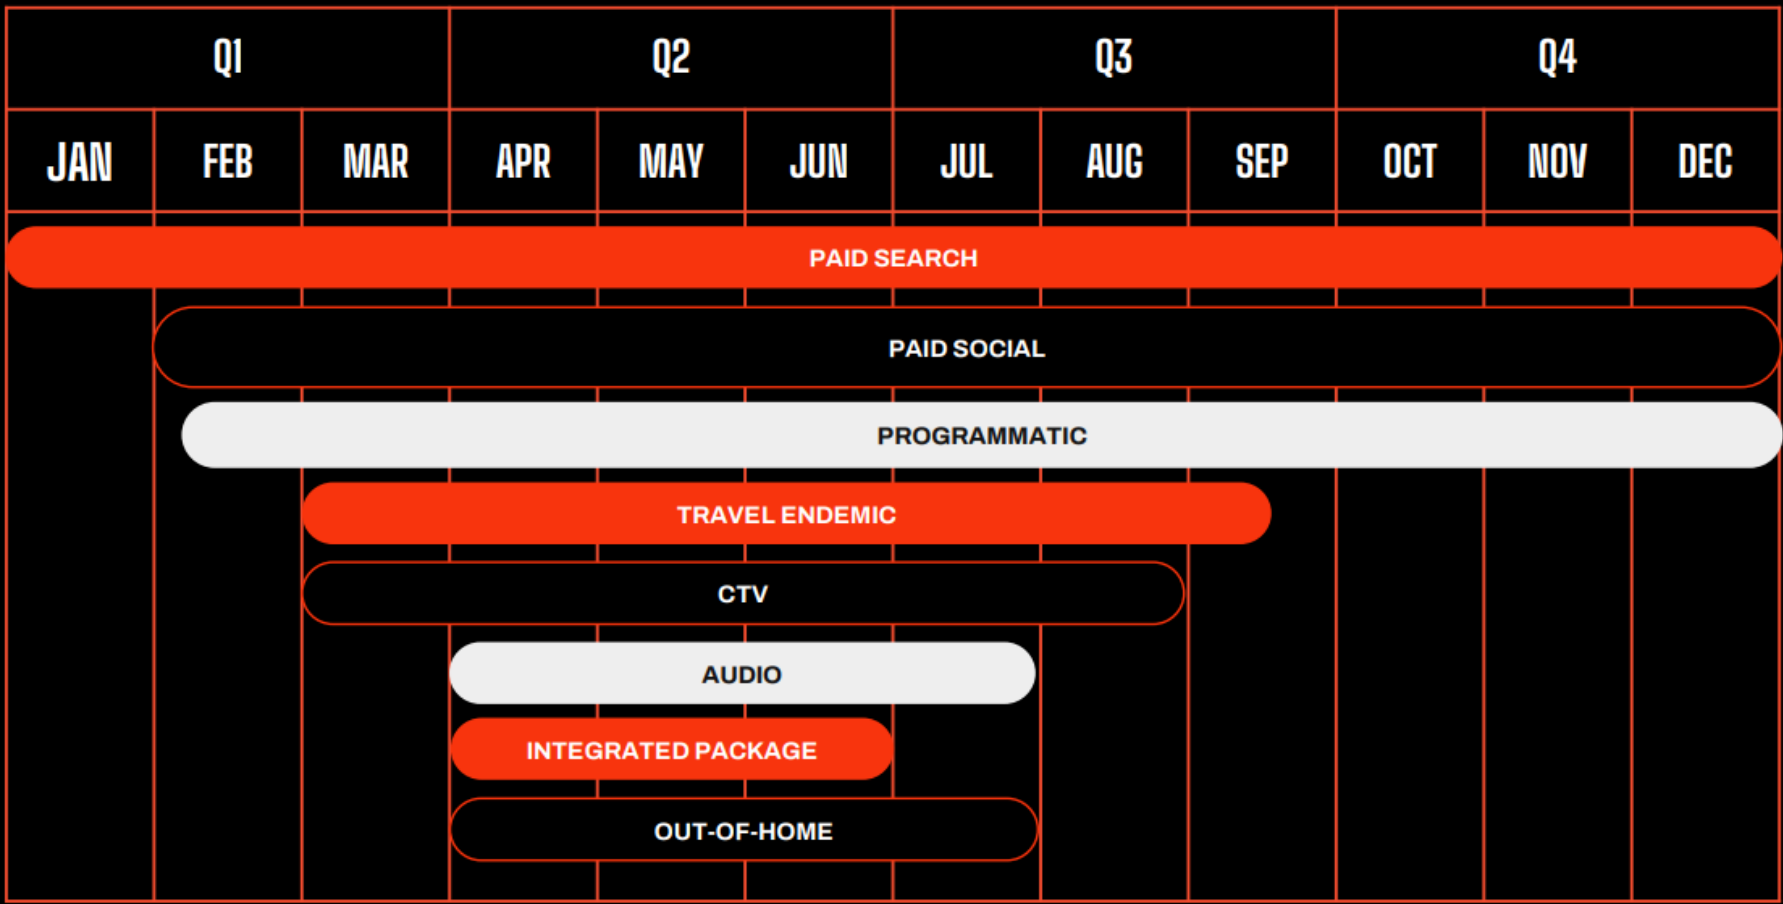 Q1 Q2 Q3 Q4
JAN FEB MAR APR MAY JUN JUL AUG SEP OCT NOV DEC
PAID SEARCH
PAID SOCIAL
PROGRAMMATIC
TRAVEL ENDEMIC
CTV
AUDIO
INTEGRATED PACKAGE
OUT-OF-HOME